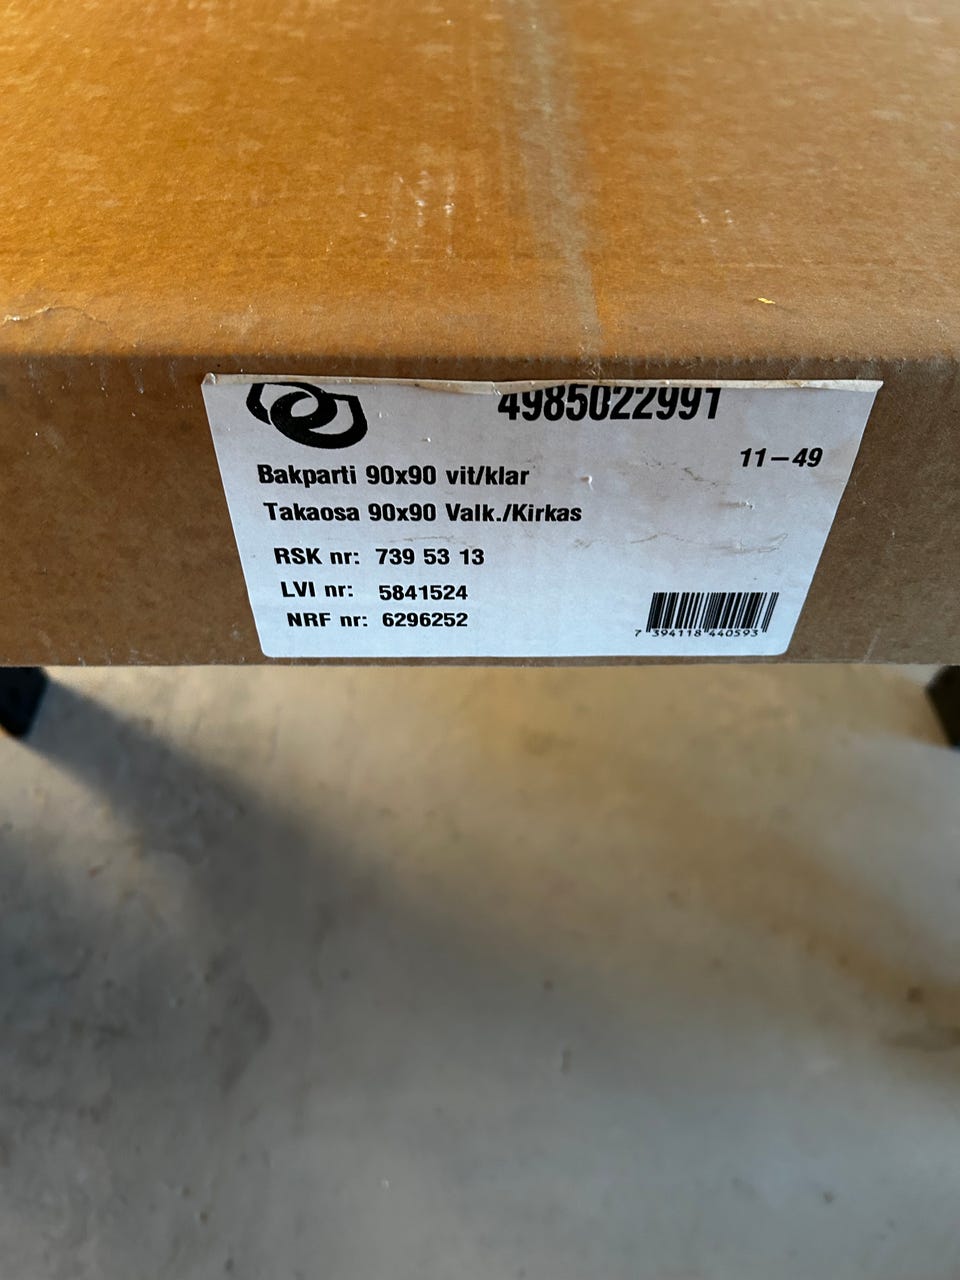 4985022991
11-49
Bakparti 90x90 vit/klar
Takaosa 90x90 Valk./Kirkas
RSK nr: 739 53 13
LVI nr: 5841524
NRF nr: 6296252
7 394118 440593